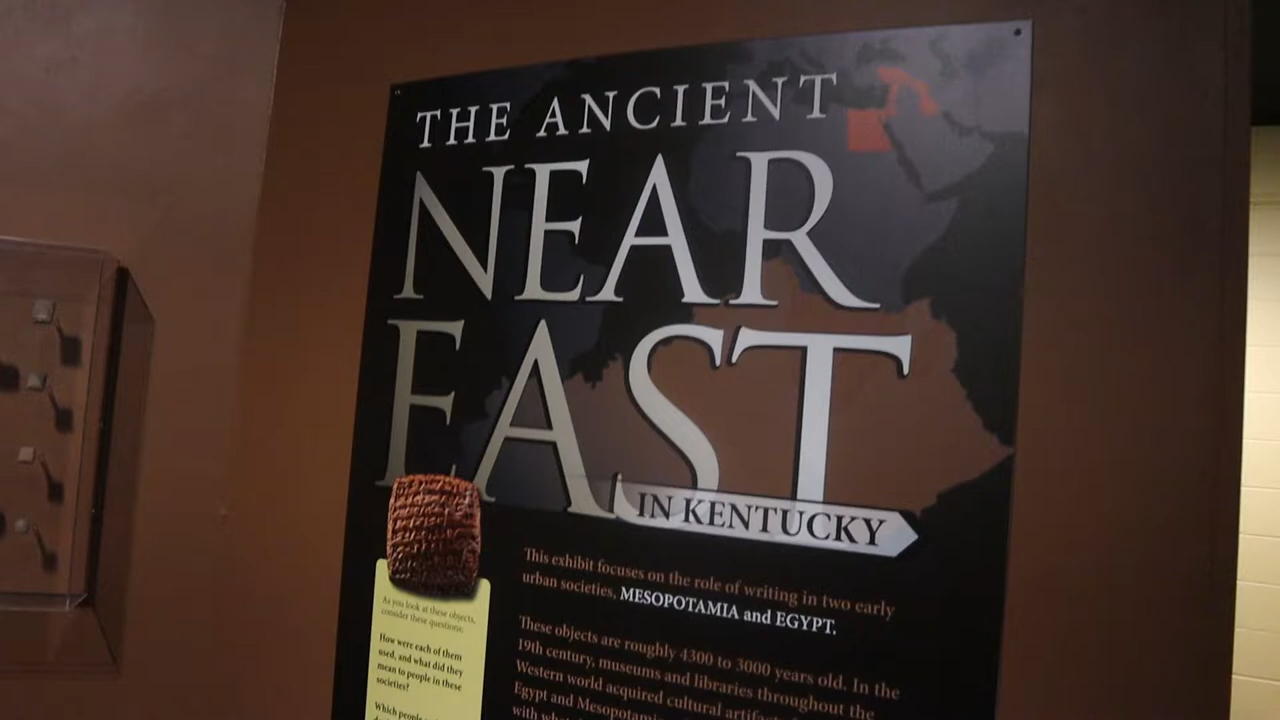 THE ANCIENT
NEAR
EAST
IN KENTUCKY
This exhibit focuses on the role of writing in two early
urban societies, MESOPOTAMIA and EGYPT.
These objects are roughly 4300 to 3000 years old. In the
19th century, museums and libraries throughout the
Western world acquired cultural artifacts
Egypt and Mesopotamia
with
As you look at these objects,
consider these questions:
How were each of them
used, and what did they
mean to people in these
societies?
Which